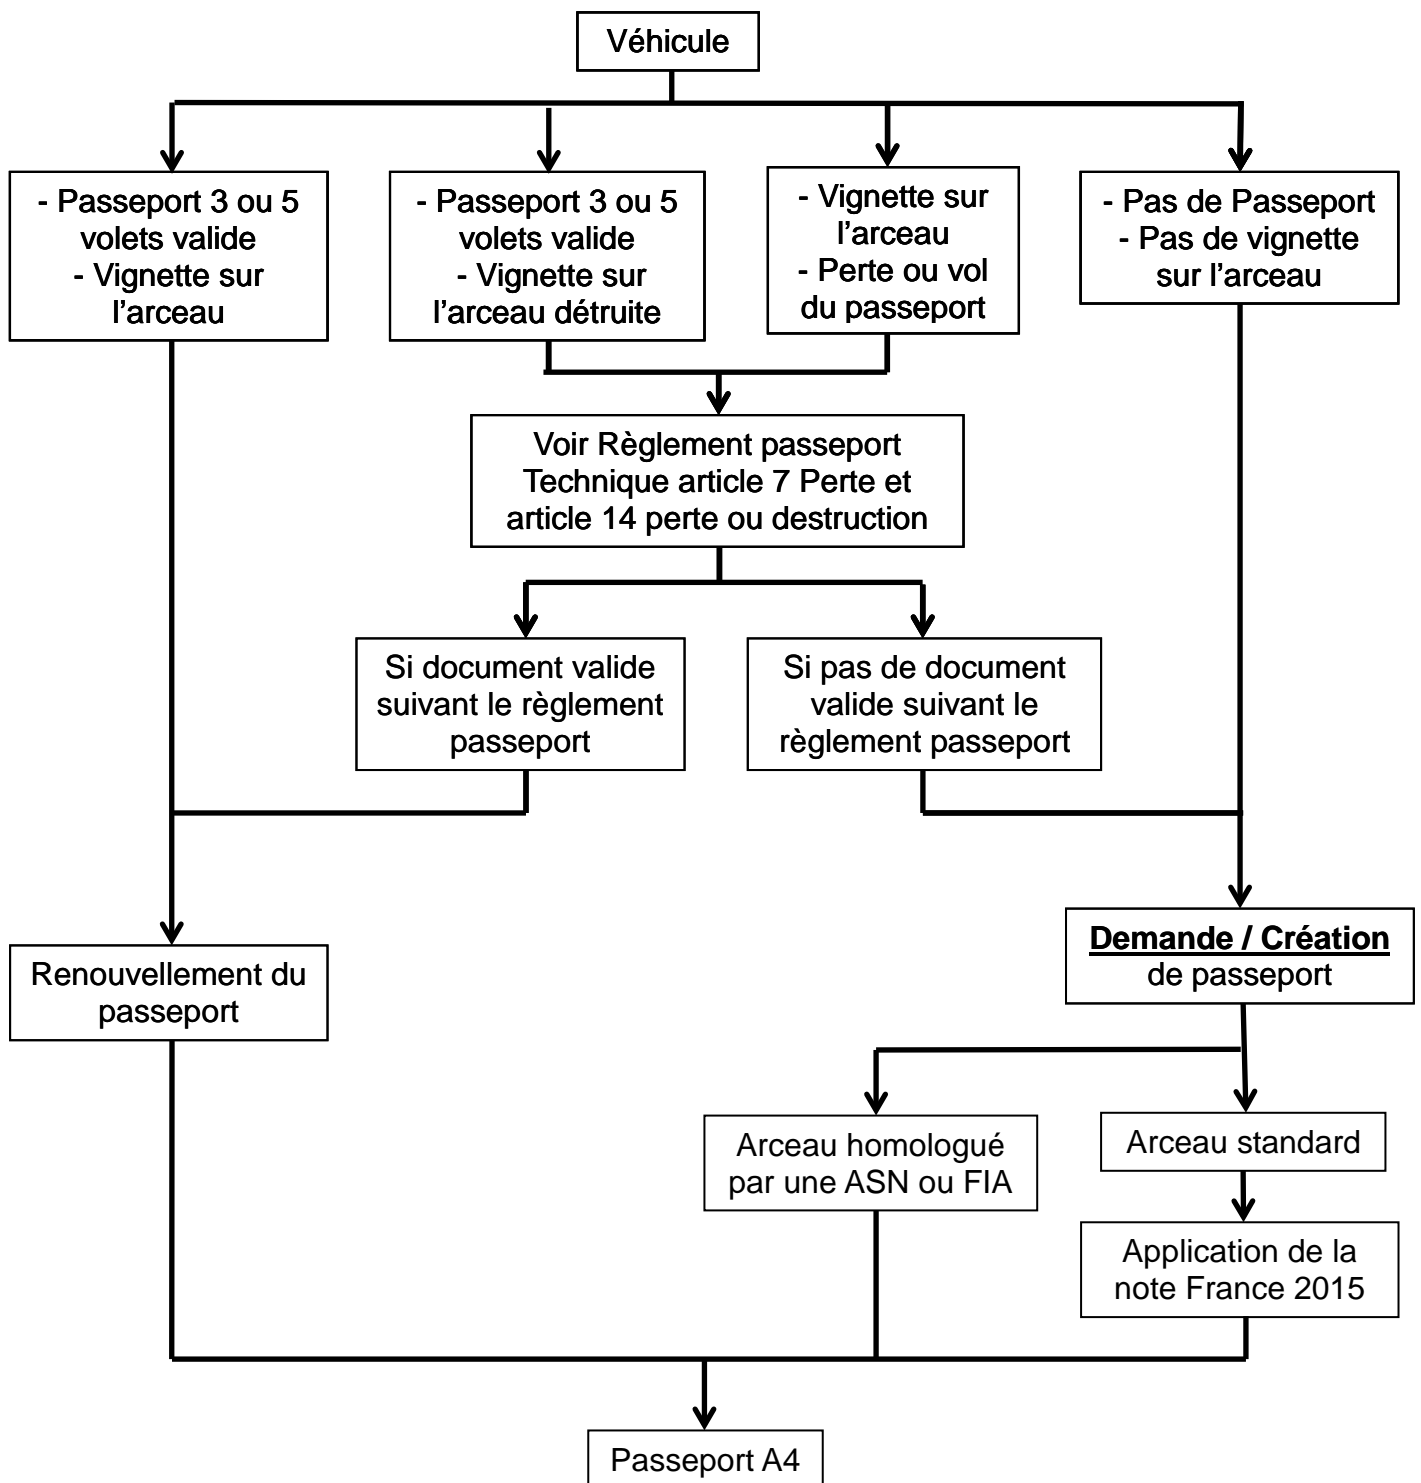 Véhicule
- Passeport 3 ou 5
volets valide
- Vignette sur
l’arceau
- Passeport 3 ou 5
volets valide
- Vignette sur
l’arceau détruite
- Vignette sur
l’arceau
- Perte ou vol
du passeport
- Pas de Passeport
- Pas de vignette
sur l’arceau
Voir Règlement passeport
Technique article 7 Perte et
article 14 perte ou destruction
Si document valide
suivant le règlement
passeport
Si pas de document
valide suivant le
règlement passeport
Renouvellement du
passeport
Demande / Création
de passeport
Arceau homologué
par une ASN ou FIA
Arceau standard
Application de la
note France 2015
Passeport A4